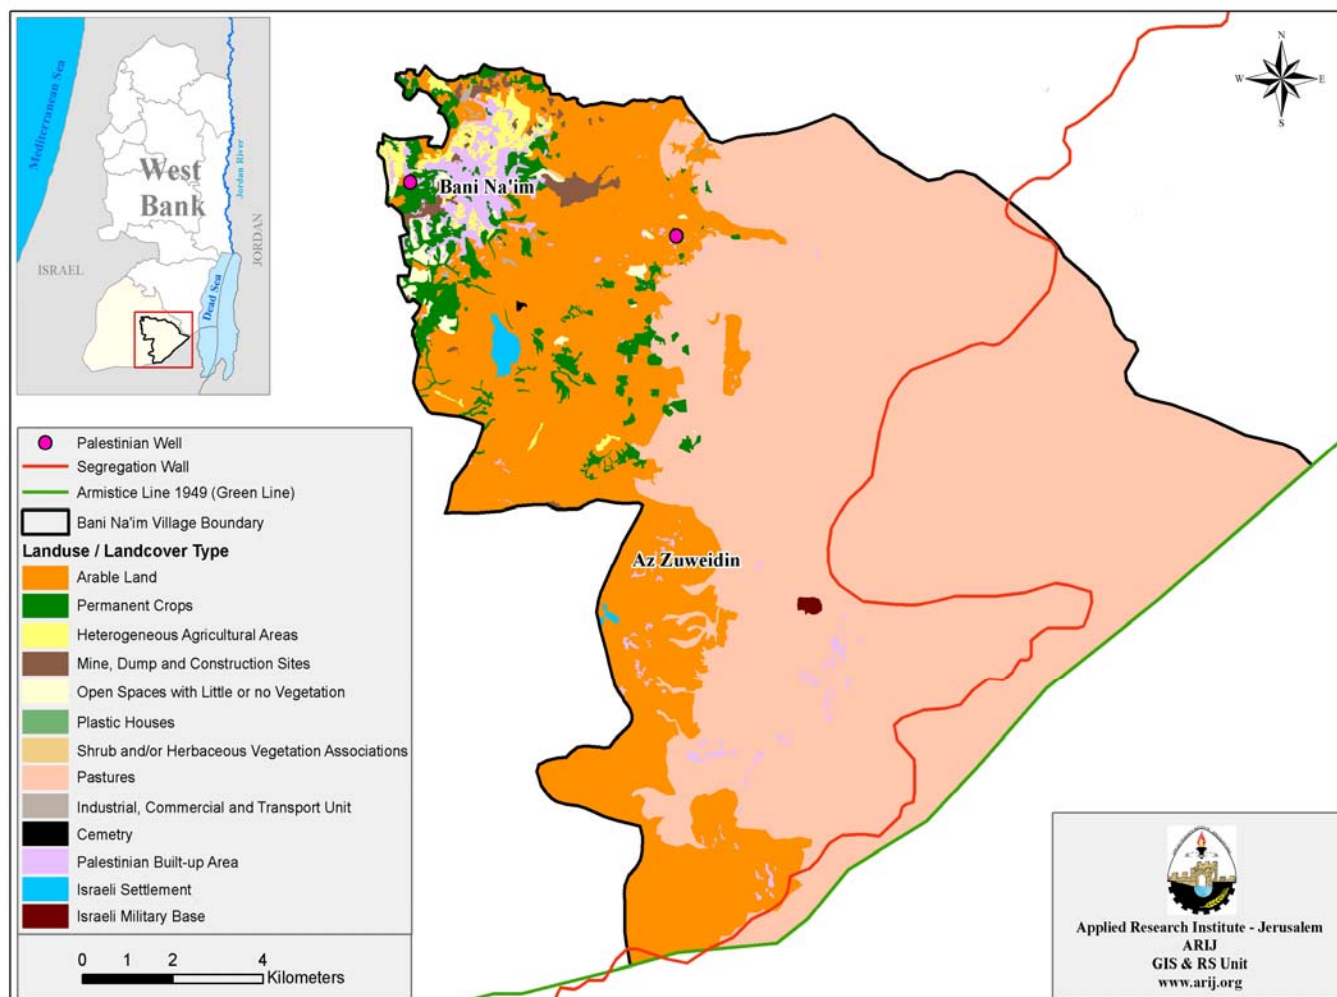 Mediterranean Sea
West
Bank
Jordan River
ISRAEL
JORDAN
Dead Sea
N
W
E
S
Bani Na'im
Az Zuweidin
Palestinian Well
Segregation Wall
Armistice Line 1949 (Green Line)
Bani Na'im Village Boundary
Landuse / Landcover Type
Arable Land
Permanent Crops
Heterogeneous Agricultural Areas
Mine, Dump and Construction Sites
Open Spaces with Little or no Vegetation
Plastic Houses
Shrub and/or Herbaceous Vegetation Associations
Pastures
Industrial, Commercial and Transport Unit
Cemetry
Palestinian Built-up Area
Israeli Settlement
Israeli Military Base
0 1 2 4
Kilometers
Applied Research Institute - Jerusalem
ARIJ
GIS & RS Unit
www.arij.org